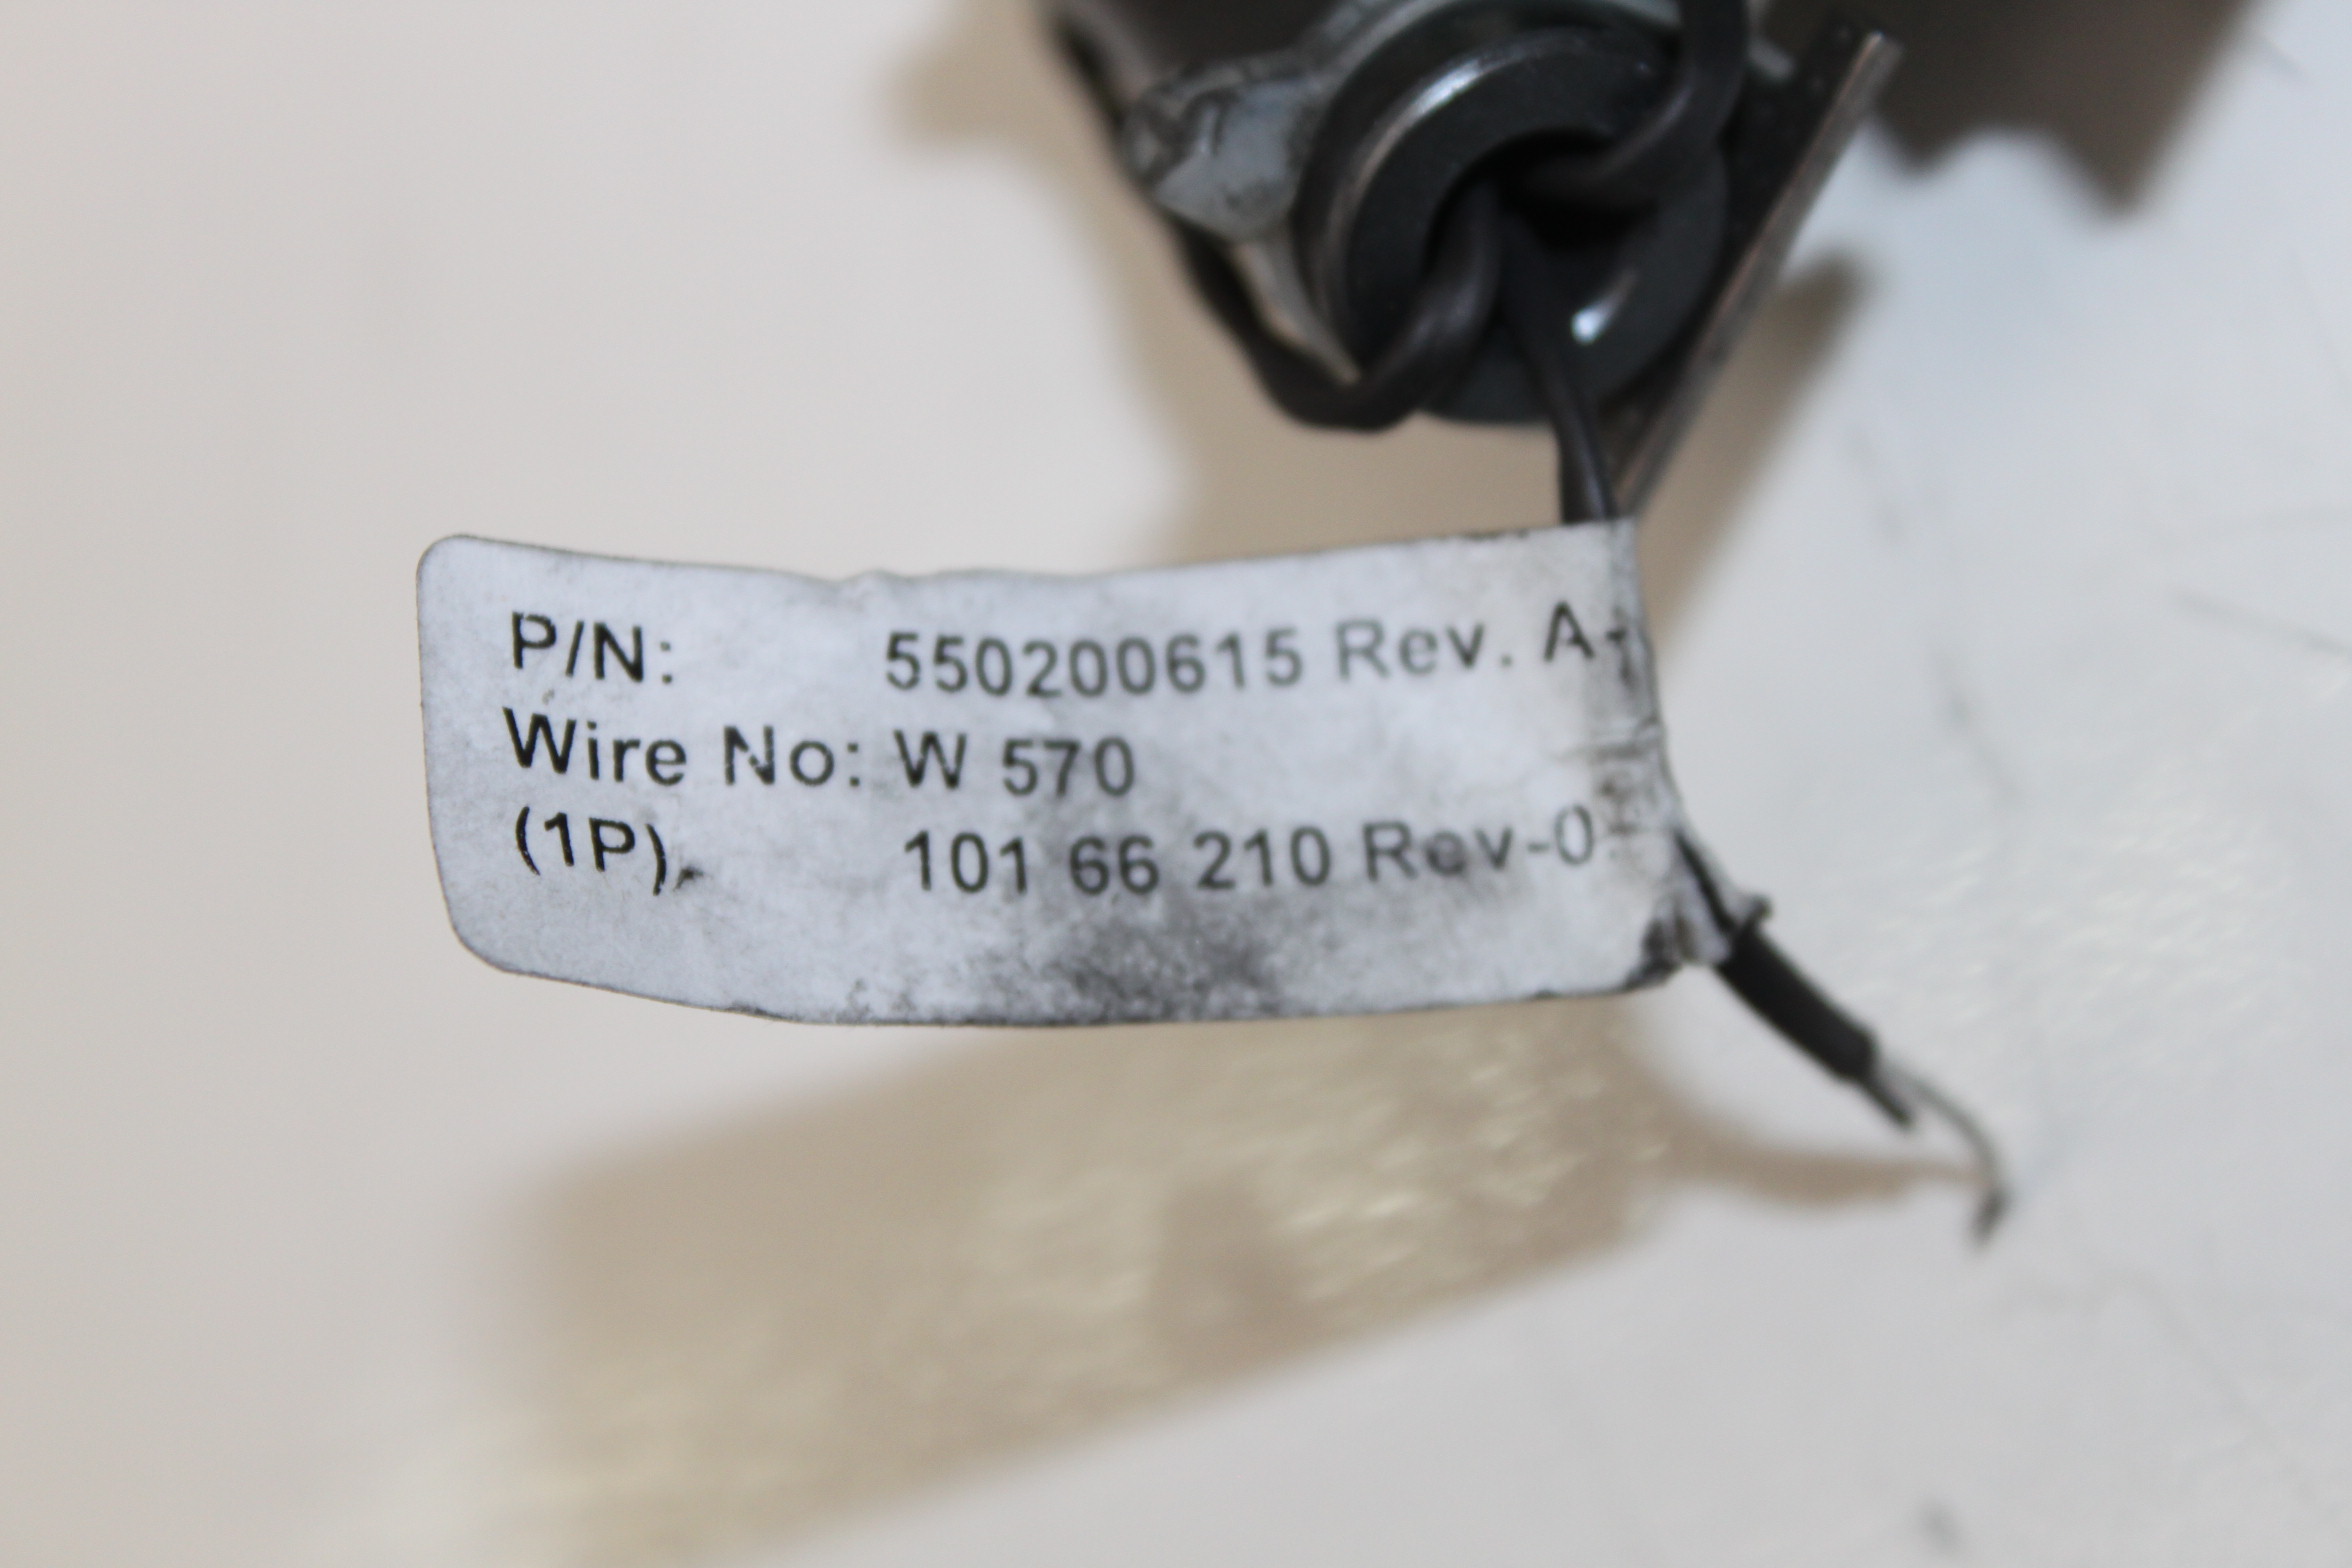 P/N: 550200615 Rev. A-
Wire No: W 570
(1P) 101 66 210 Rev-0